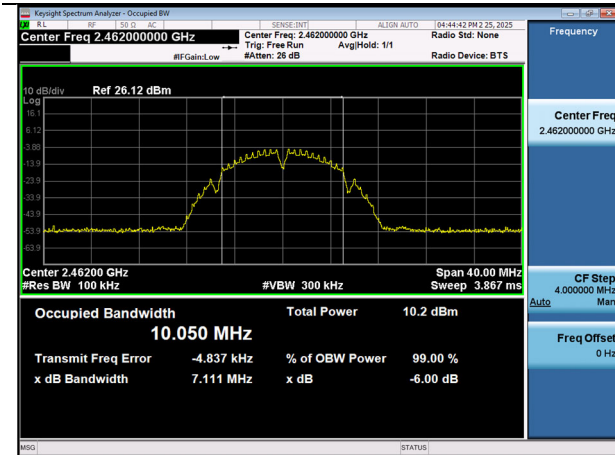 Keysight Spectrum Analyzer - Occupied BW
RL RF 50 Ω AC SENSE:INT ALIGN AUTO 04:44:42 PM 2 25, 2025
Center Freq 2.462000000 GHz
Center Freq: 2.462000000 GHz
Radio Std: None
Trig: Free Run Avg|Hold: 1/1
#IFGain:Low
#Atten: 26 dB
Radio Device: BTS
Frequency
10 dB/div Ref 26.12 dBm
Log
16.1
6.12
-3.88
-13.9
-23.9
-33.9
-43.9
-53.9
-63.9
Center 2.46200 GHz
Span 40.00 MHz
#Res BW 100 kHz
#VBW 300 kHz
Sweep 3.867 ms
Center Freq
2.462000000 GHz
CF Step
4.000000 MHz
Auto Man
Freq Offset
0 Hz
Occupied Bandwidth
10.050 MHz
Total Power 10.2 dBm
Transmit Freq Error -4.837 kHz
% of OBW Power 99.00 %
x dB Bandwidth 7.111 MHz
x dB -6.00 dB
MSG
STATUS